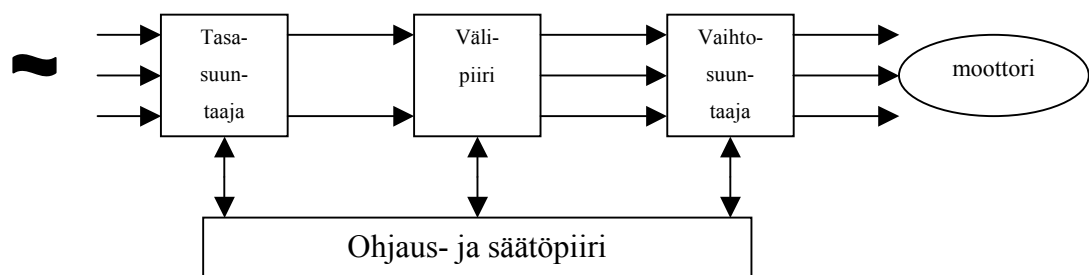 Tasa-
suun-
taaja
Väli-
piiri
Vaihto-
suun-
taaja
moottori
Ohjaus- ja säätöpiiri